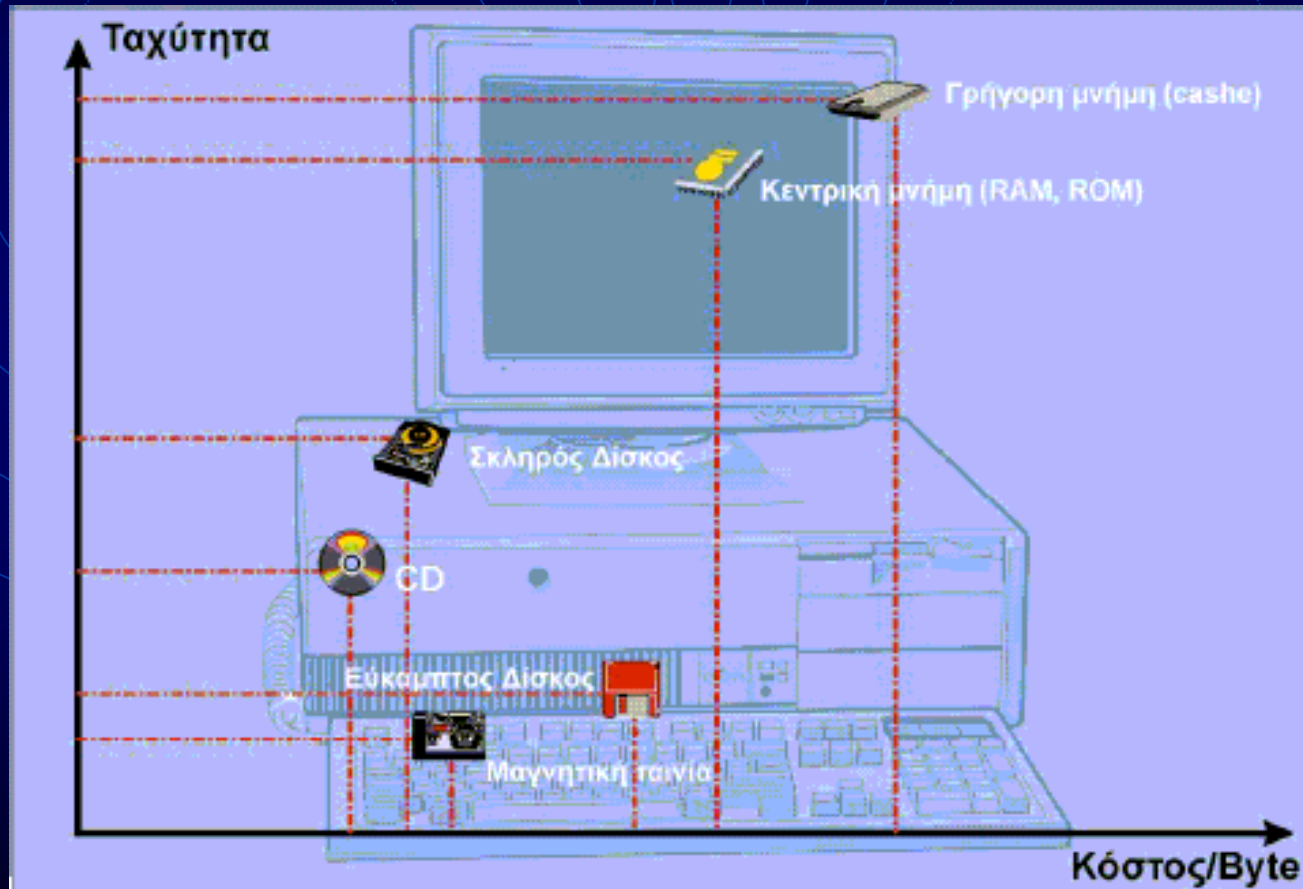 Ταχύτητα
Γρήγορη μνήμη (cashe)
Κεντρική μνήμη (RAM, ROM)
Σκληρός Δίσκος
CD
Εύκαμπτος Δίσκος
Μαγνητική ταινία
Κόστος/Byte